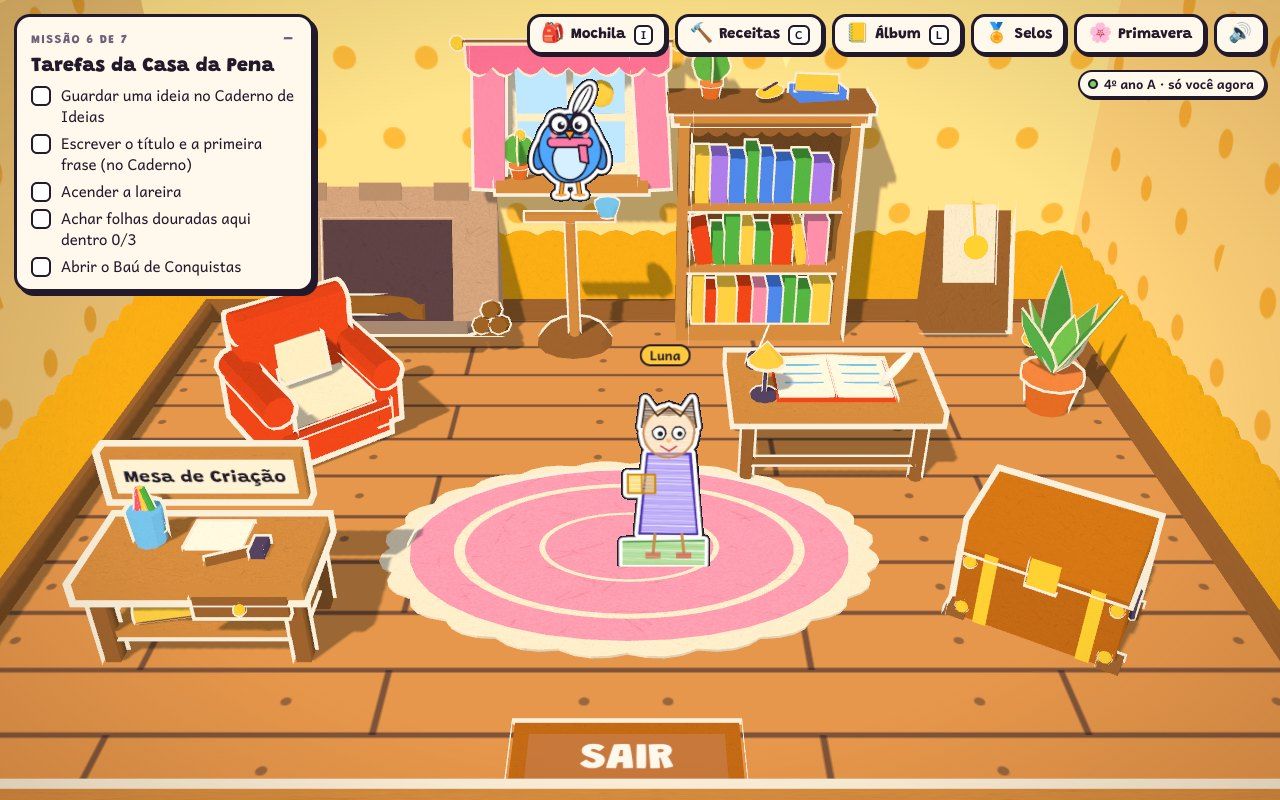 MISSÃO 6 DE 7
Tarefas da Casa da Pena
Guardar uma ideia no Caderno de
Ideias
Escrever o título e a primeira
frase (no Caderno)
Acender a lareira
Achar folhas douradas aqui
dentro 0/3
Abrir o Baú de Conquistas
Mochila I
Receitas C
Álbum L
Selos
Primavera
4º ano A · só você agora
Luna
Mesa de Criação
SAIR